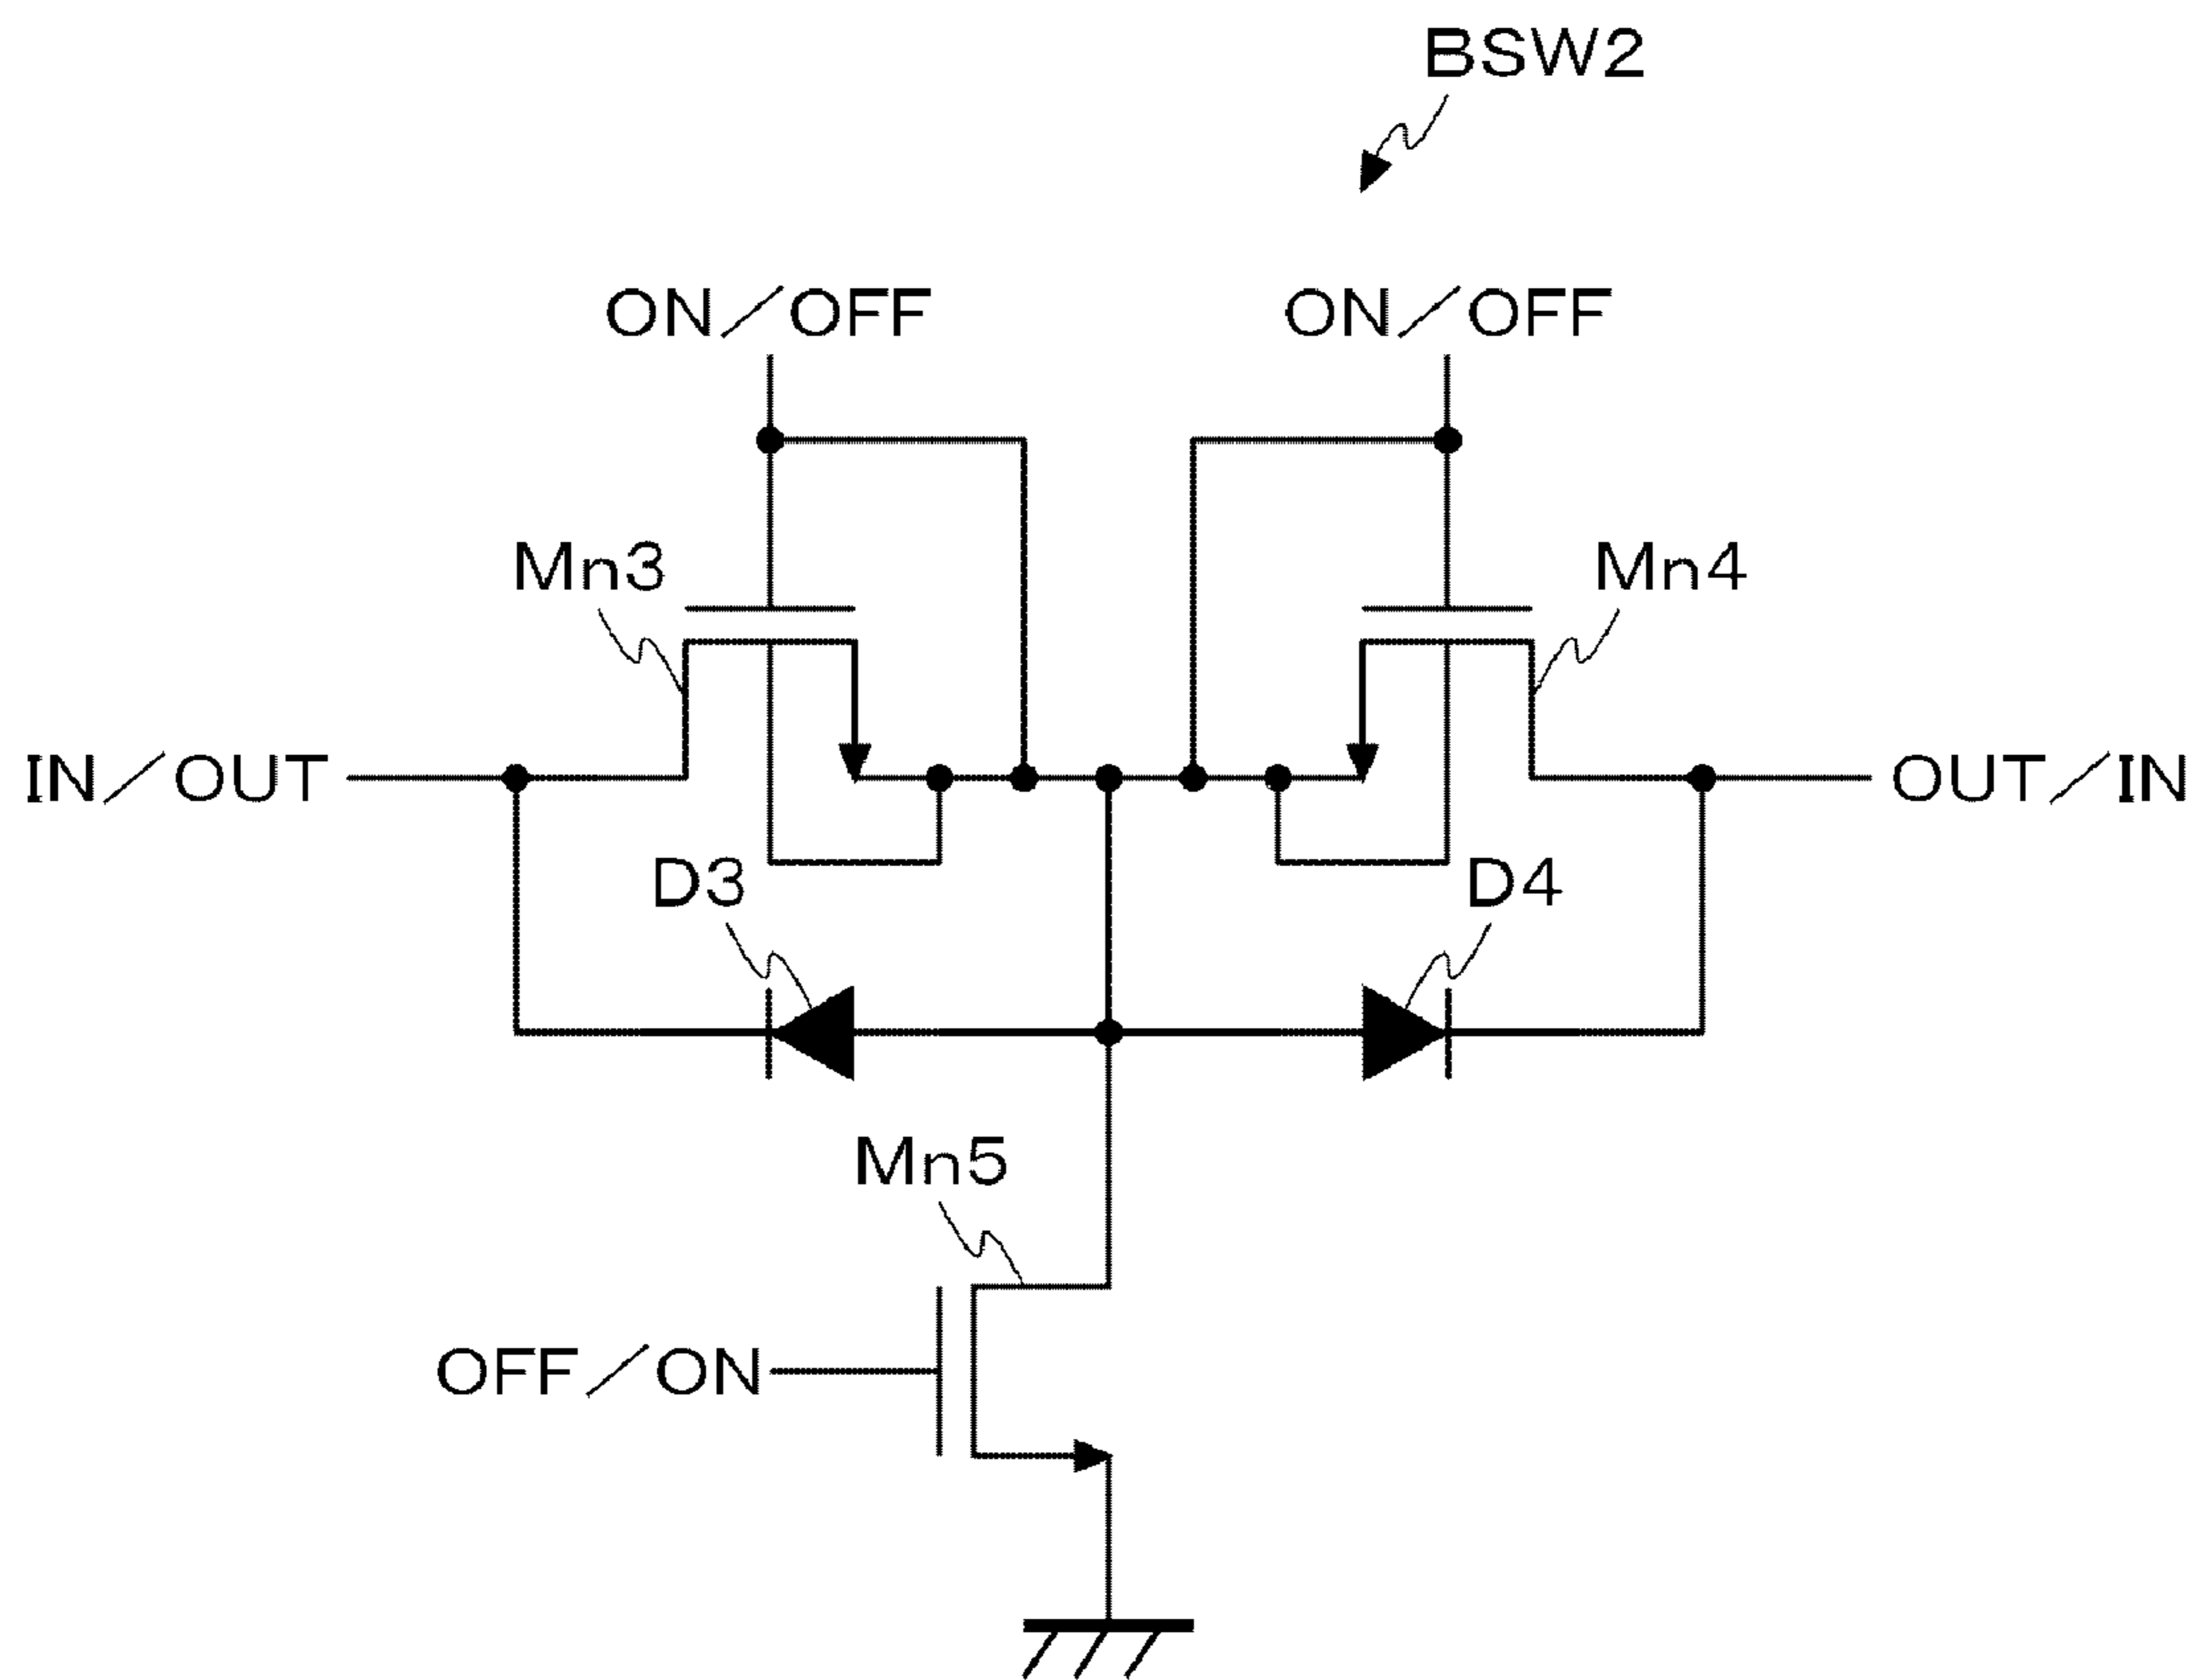 BSW2
ON/OFF
ON/OFF
Mn3
Mn4
IN/OUT
OUT/IN
D3
D4
Mn5
OFF/ON